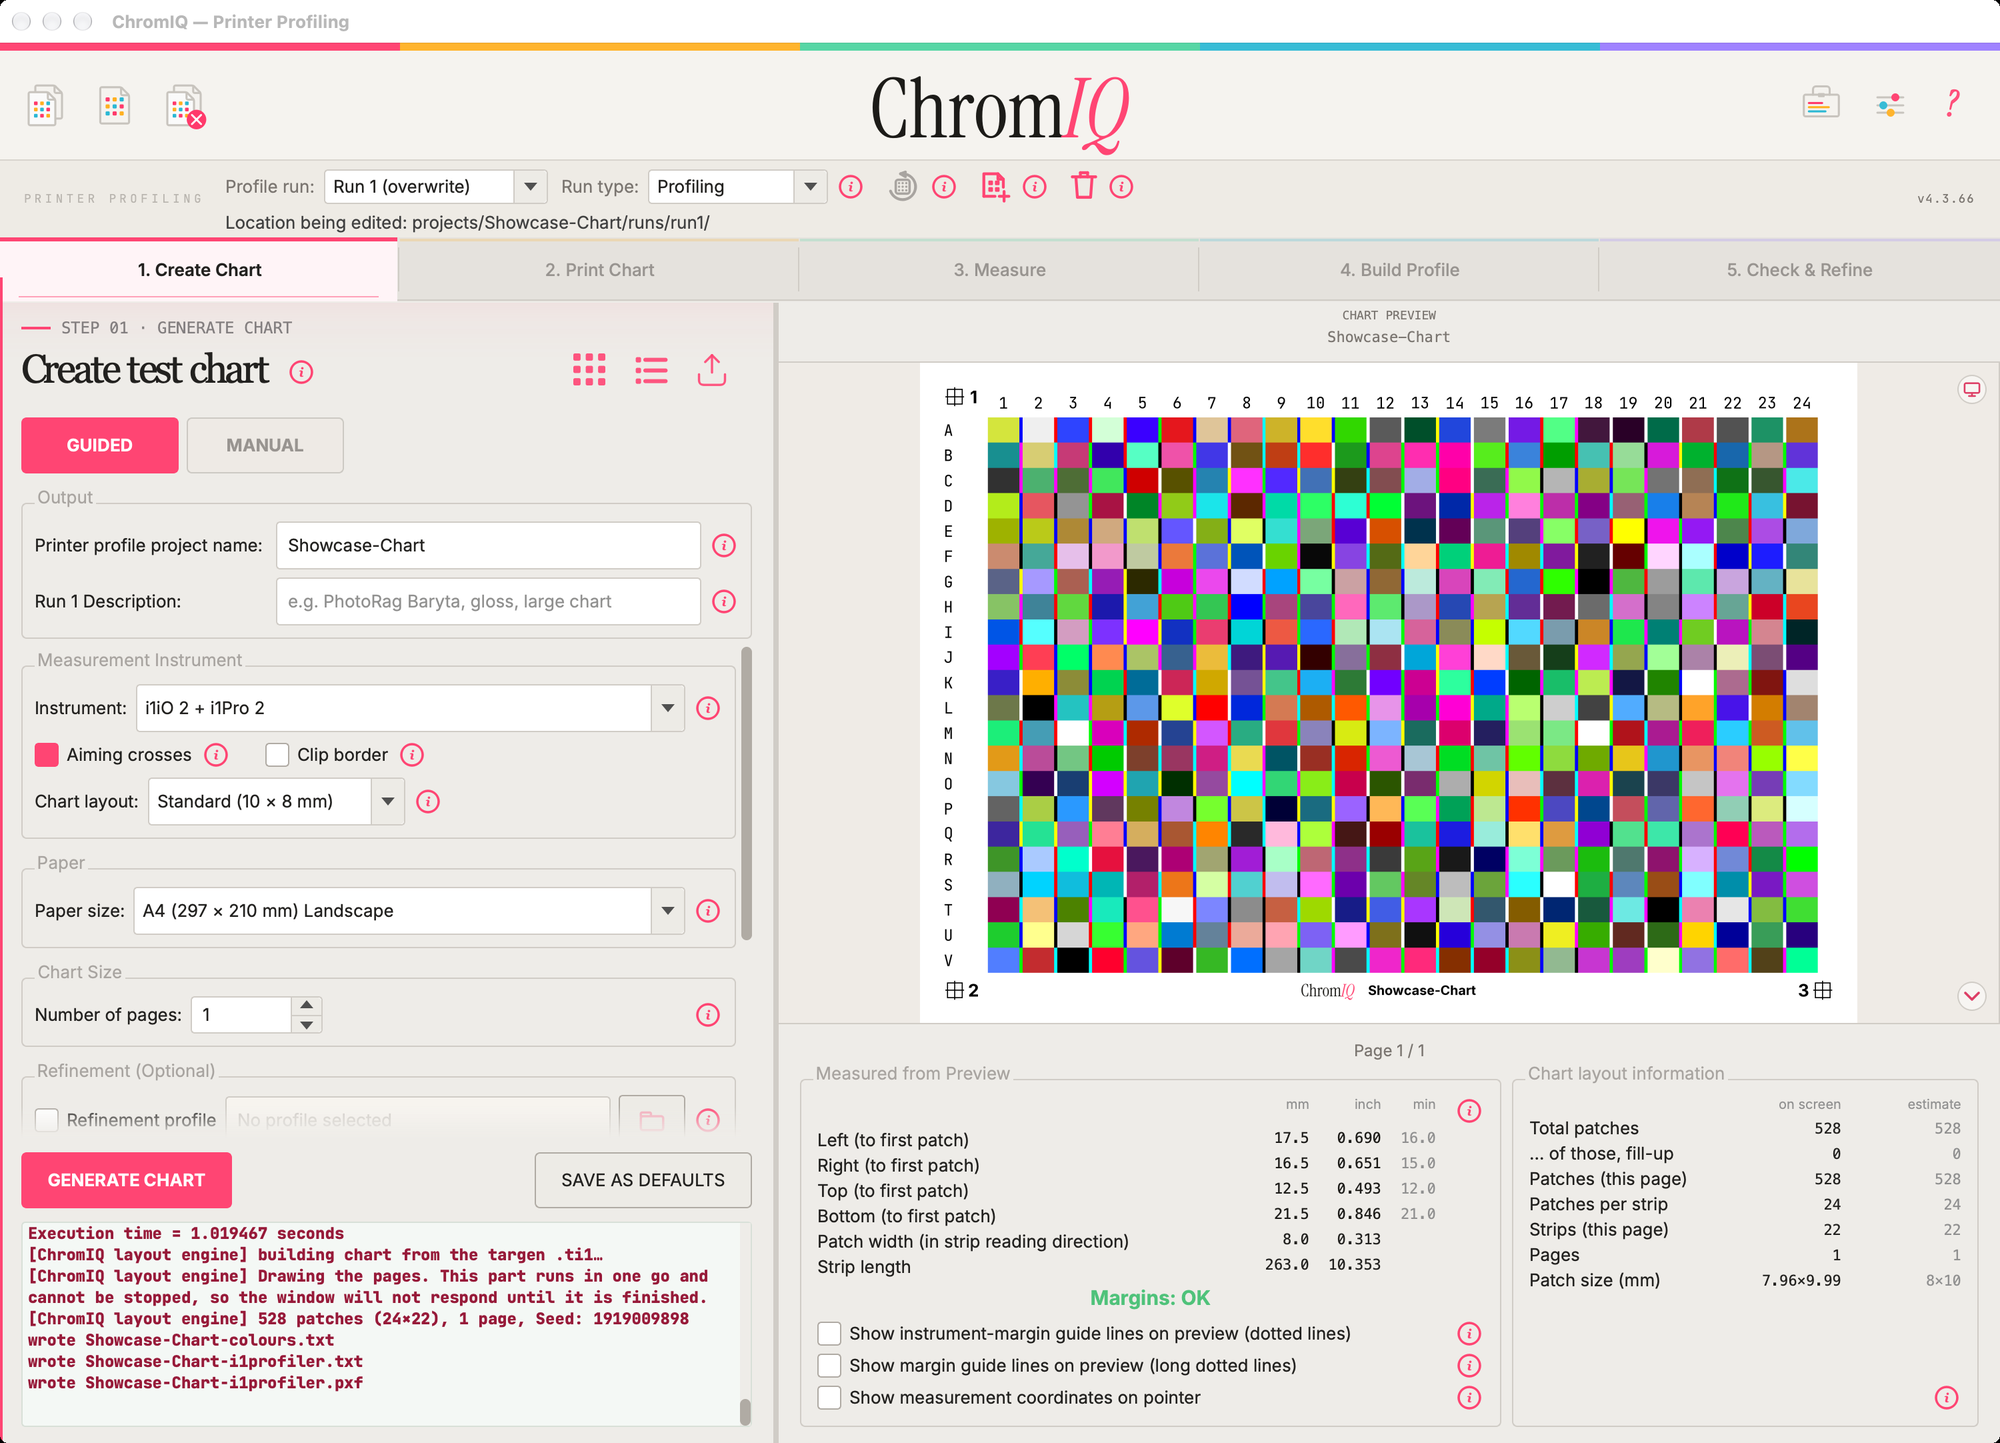 ChromIQ — Printer Profiling
ChromIQ
PRINTER PROFILING
Profile run: Run 1 (overwrite) Run type: Profiling
Location being edited: projects/Showcase-Chart/runs/run1/
v4.3.66
1. Create Chart
2. Print Chart
3. Measure
4. Build Profile
5. Check & Refine
STEP 01 · GENERATE CHART
Create test chart
GUIDED
MANUAL
Output
Printer profile project name: Showcase-Chart
Run 1 Description: e.g. PhotoRag Baryta, gloss, large chart
Measurement Instrument
Instrument: i1iO 2 + i1Pro 2
Aiming crosses
Clip border
Chart layout: Standard (10 × 8 mm)
Paper
Paper size: A4 (297 × 210 mm) Landscape
Chart Size
Number of pages: 1
Refinement (Optional)
Refinement profile No profile selected
GENERATE CHART
SAVE AS DEFAULTS
Execution time = 1.019467 seconds
[ChromIQ layout engine] building chart from the targen .ti1…
[ChromIQ layout engine] Drawing the pages. This part runs in one go and
cannot be stopped, so the window will not respond until it is finished.
[ChromIQ layout engine] 528 patches (24×22), 1 page, Seed: 1919009898
wrote Showcase-Chart-colours.txt
wrote Showcase-Chart-i1profiler.txt
wrote Showcase-Chart-i1profiler.pxf
CHART PREVIEW
Showcase-Chart
1
1 2 3 4 5 6 7 8 9 10 11 12 13 14 15 16 17 18 19 20 21 22 23 24
A
B
C
D
E
F
G
H
I
J
K
L
M
N
O
P
Q
R
S
T
U
V
2
ChromIQ Showcase-Chart
3
Page 1 / 1
Measured from Preview
mm inch min
Left (to first patch) 17.5 0.690 16.0
Right (to first patch) 16.5 0.651 15.0
Top (to first patch) 12.5 0.493 12.0
Bottom (to first patch) 21.5 0.846 21.0
Patch width (in strip reading direction) 8.0 0.313
Strip length 263.0 10.353
Margins: OK
Show instrument-margin guide lines on preview (dotted lines)
Show margin guide lines on preview (long dotted lines)
Show measurement coordinates on pointer
Chart layout information
on screen estimate
Total patches 528 528
... of those, fill-up 0 0
Patches (this page) 528 528
Patches per strip 24 24
Strips (this page) 22 22
Pages 1 1
Patch size (mm) 7.96×9.99 8×10